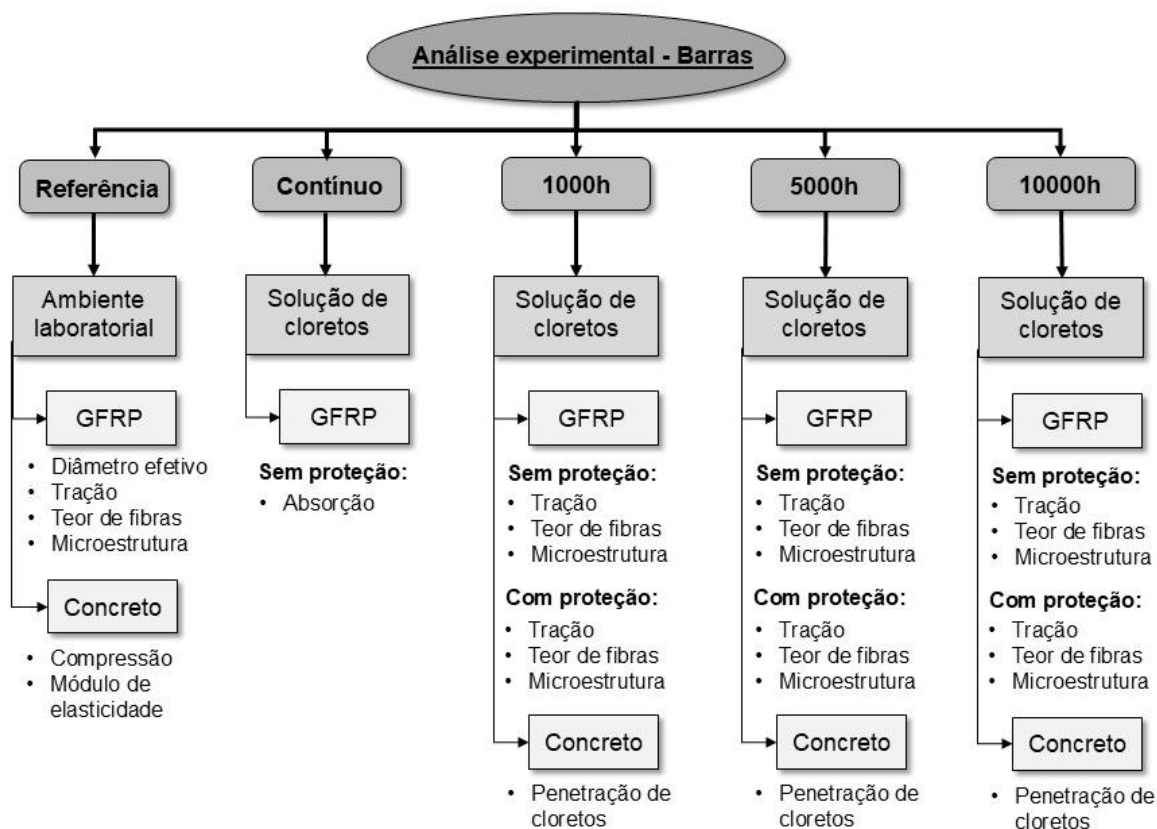 Análise experimental - Barras
Referência
Contínuo
1000h
5000h
10000h
Ambiente
laboratorial
GFRP
• Diâmetro efetivo
• Tração
• Teor de fibras
• Microestrutura
Concreto
• Compressão
• Módulo de
elasticidade
Solução de
cloretos
GFRP
Sem proteção:
• Absorção
Solução de
cloretos
GFRP
Sem proteção:
• Tração
• Teor de fibras
• Microestrutura
Com proteção:
• Tração
• Teor de fibras
• Microestrutura
Concreto
• Penetração de
cloretos
Solução de
cloretos
GFRP
Sem proteção:
• Tração
• Teor de fibras
• Microestrutura
Com proteção:
• Tração
• Teor de fibras
• Microestrutura
Concreto
• Penetração de
cloretos
Solução de
cloretos
GFRP
Sem proteção:
• Tração
• Teor de fibras
• Microestrutura
Com proteção:
• Tração
• Teor de fibras
• Microestrutura
Concreto
• Penetração de
cloretos